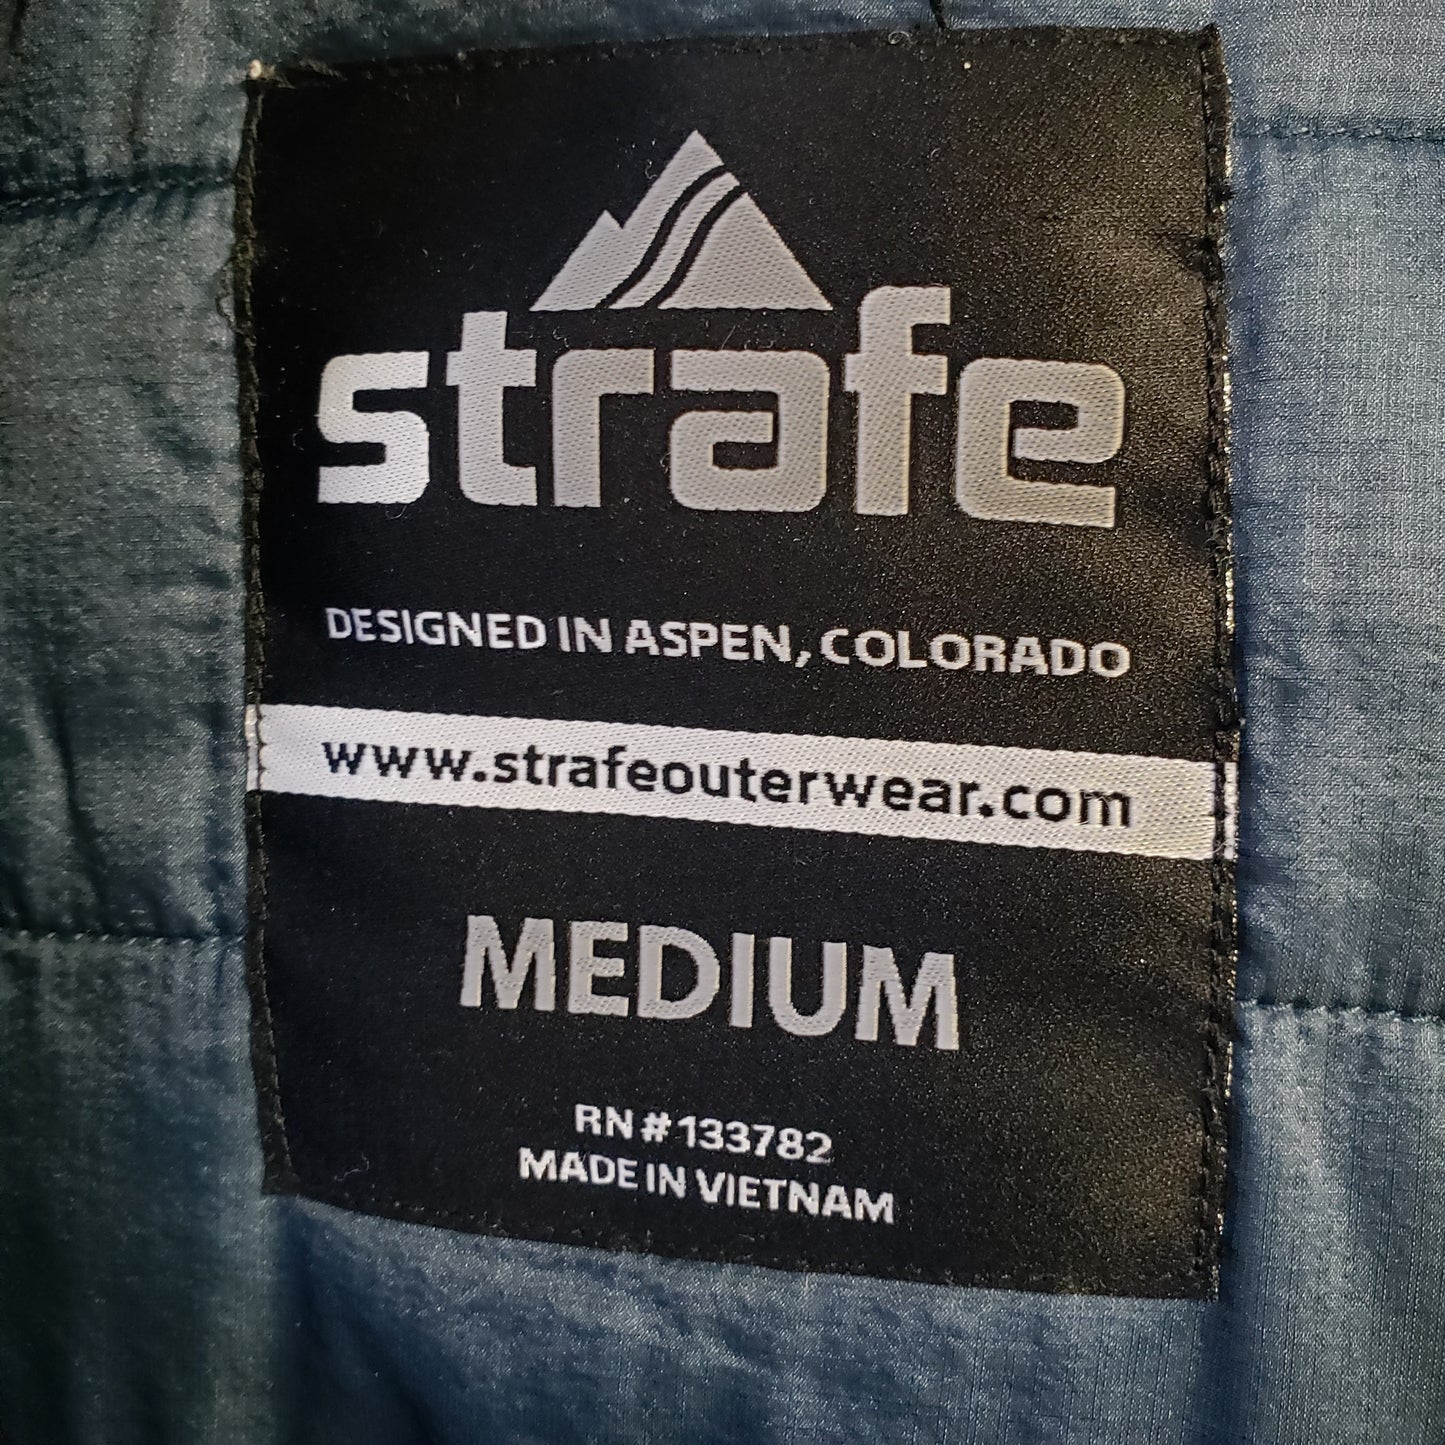 strafe
DESIGNED IN ASPEN, COLORADO
www.strafeouterwear.com
MEDIUM
RN # 133782
MADE IN VIETNAM